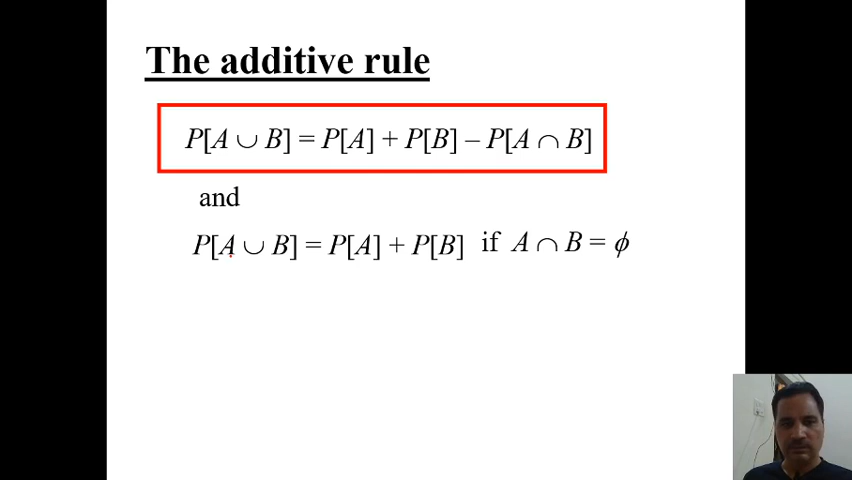 The additive rule
P[A ∪ B] = P[A] + P[B] – P[A ∩ B]
and
P[A ∪ B] = P[A] + P[B] if A ∩ B = ϕ